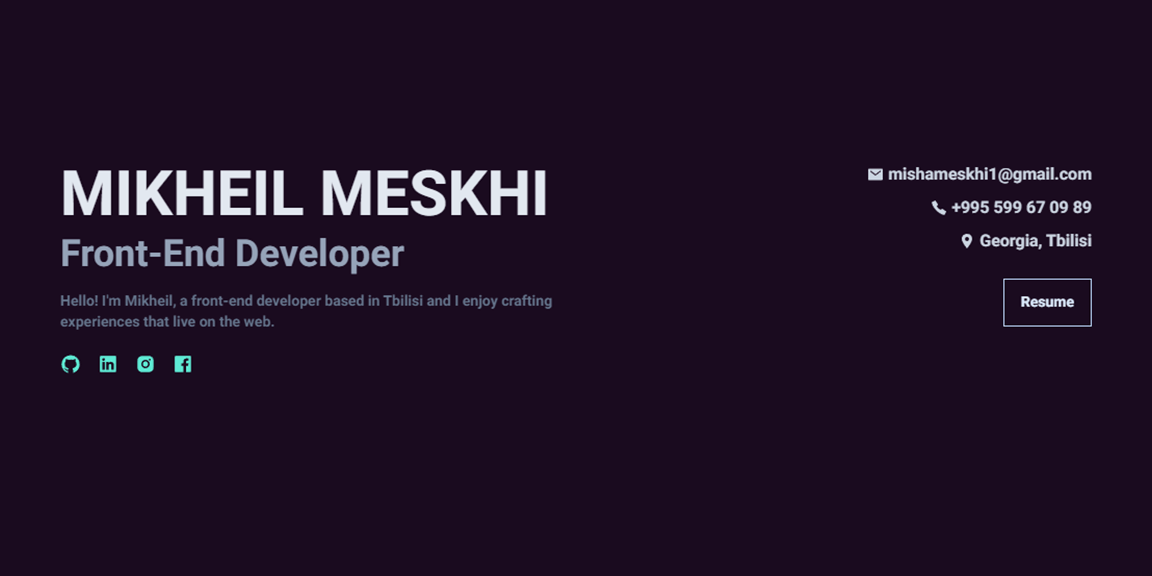 MIKHEIL MESKHI
Front-End Developer
Hello! I'm Mikheil, a front-end developer based in Tbilisi and I enjoy crafting
experiences that live on the web.
mishameskhi1@gmail.com
+995 599 67 09 89
Georgia, Tbilisi
Resume